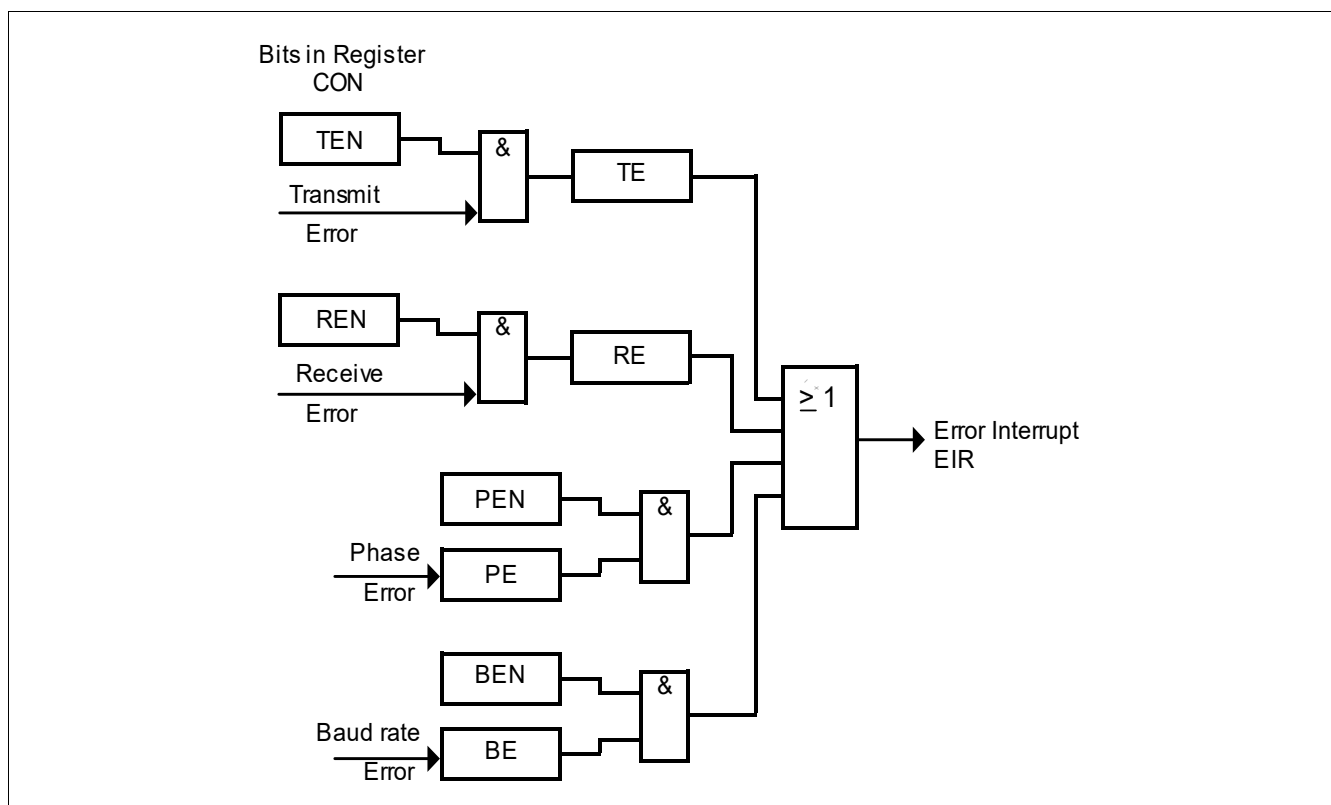 Bits in Register
CON
TEN
&
TE
Transmit
Error
REN
&
RE
Receive
Error
≥ 1
Error Interrupt
EIR
PEN
&
Phase
PE
Error
BEN
&
Baud rate
BE
Error